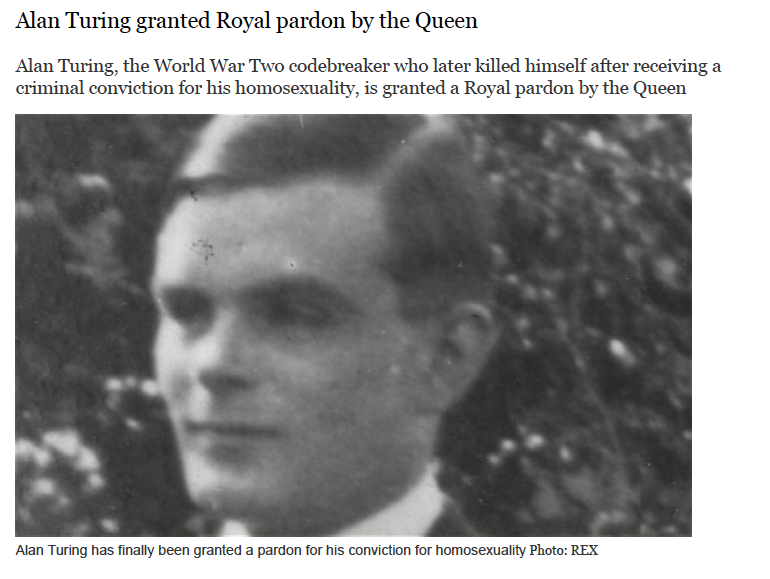 Alan Turing granted Royal pardon by the Queen
Alan Turing, the World War Two codebreaker who later killed himself after receiving a
criminal conviction for his homosexuality, is granted a Royal pardon by the Queen
Alan Turing has finally been granted a pardon for his conviction for homosexuality Photo: REX